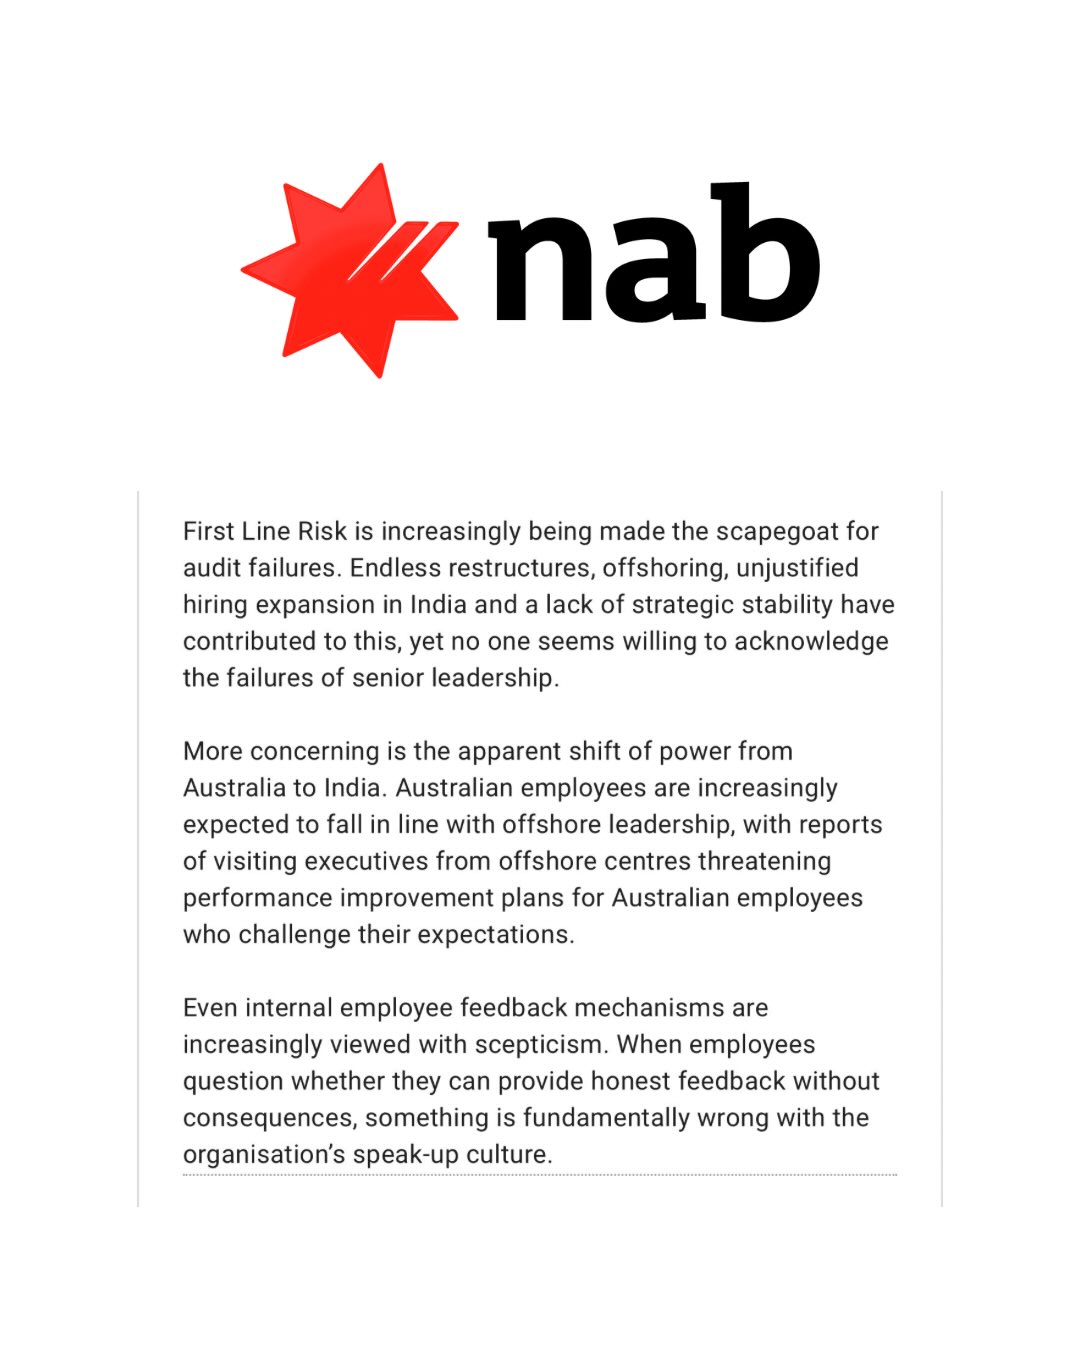 nab
First Line Risk is increasingly being made the scapegoat for
audit failures. Endless restructures, offshoring, unjustified
hiring expansion in India and a lack of strategic stability have
contributed to this, yet no one seems willing to acknowledge
the failures of senior leadership.
More concerning is the apparent shift of power from
Australia to India. Australian employees are increasingly
expected to fall in line with offshore leadership, with reports
of visiting executives from offshore centres threatening
performance improvement plans for Australian employees
who challenge their expectations.
Even internal employee feedback mechanisms are
increasingly viewed with scepticism. When employees
question whether they can provide honest feedback without
consequences, something is fundamentally wrong with the
organisation’s speak-up culture.